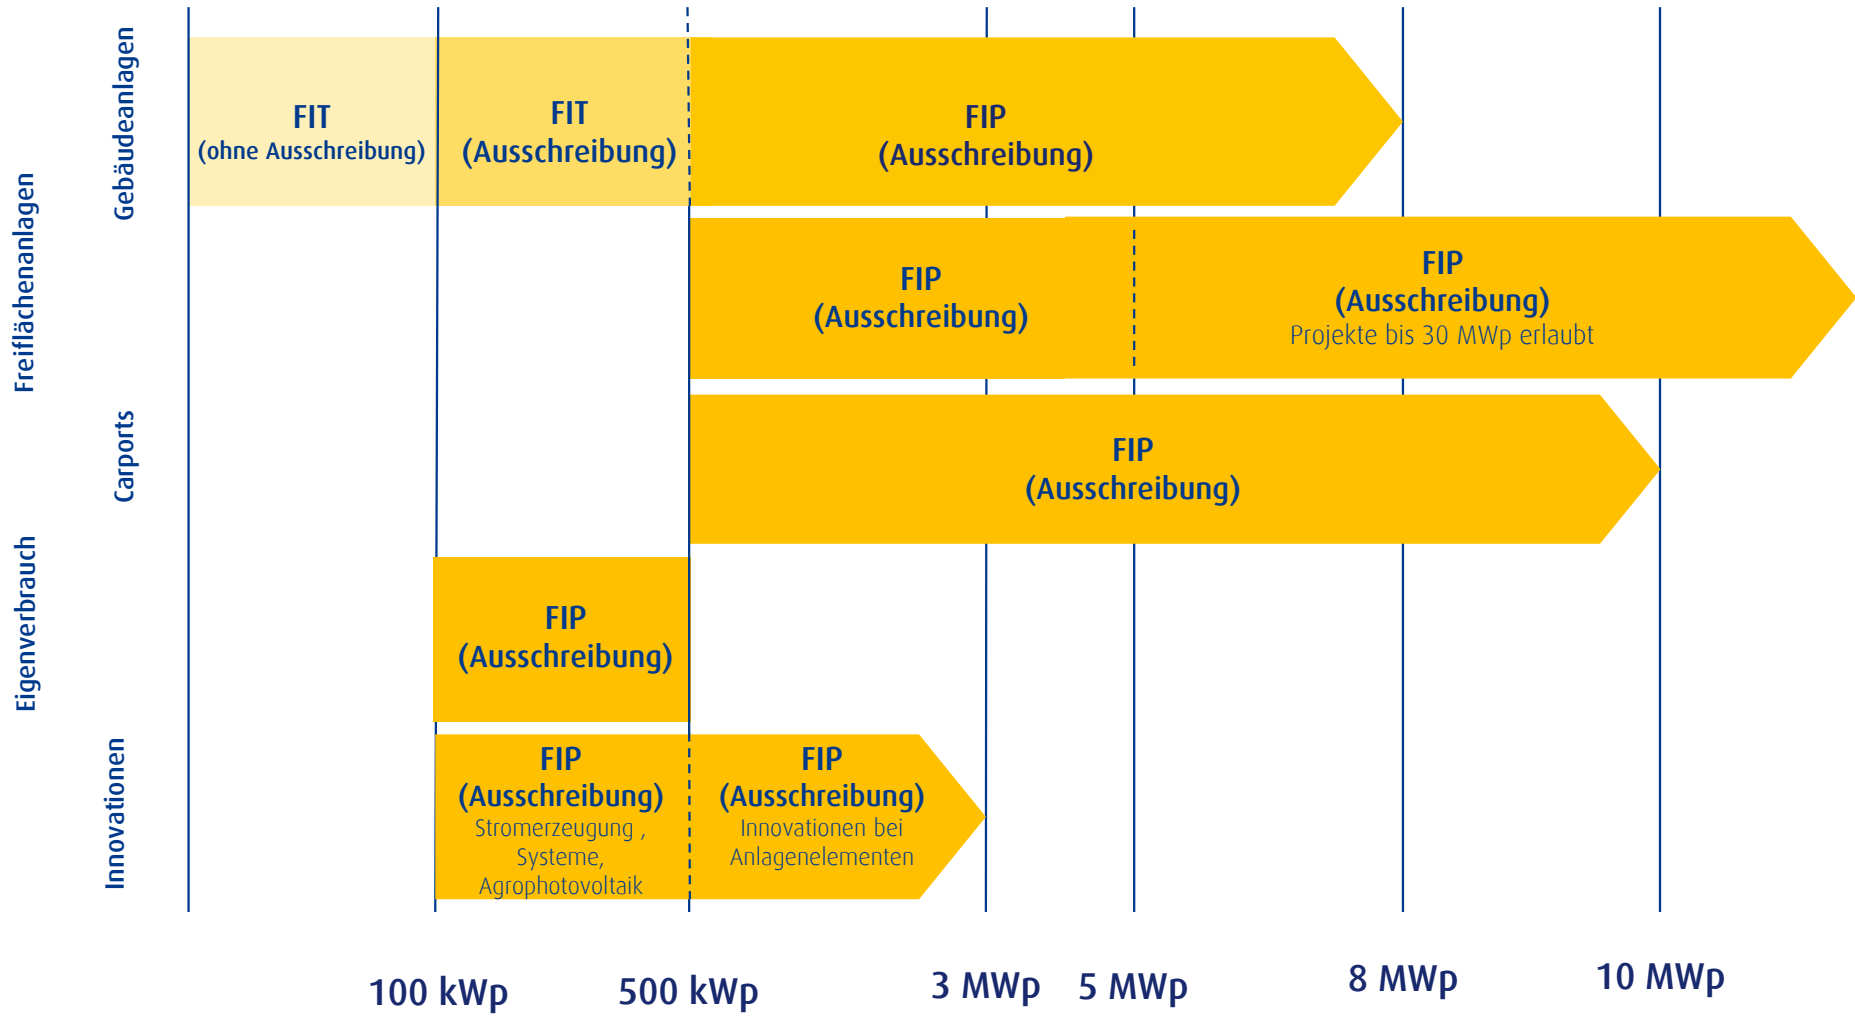 Gebäudeanlagen
FIT
(ohne Ausschreibung)
FIT
(Ausschreibung)
FIP
(Ausschreibung)
Freiflächenanlagen
FIP
(Ausschreibung)
FIP
(Ausschreibung)
Projekte bis 30 MWp erlaubt
Carports
FIP
(Ausschreibung)
Eigenverbrauch
FIP
(Ausschreibung)
Innovationen
FIP
(Ausschreibung)
Stromerzeugung ,
Systeme,
Agrophotovoltaik
FIP
(Ausschreibung)
Innovationen bei
Anlagenelementen
100 kWp
500 kWp
3 MWp
5 MWp
8 MWp
10 MWp